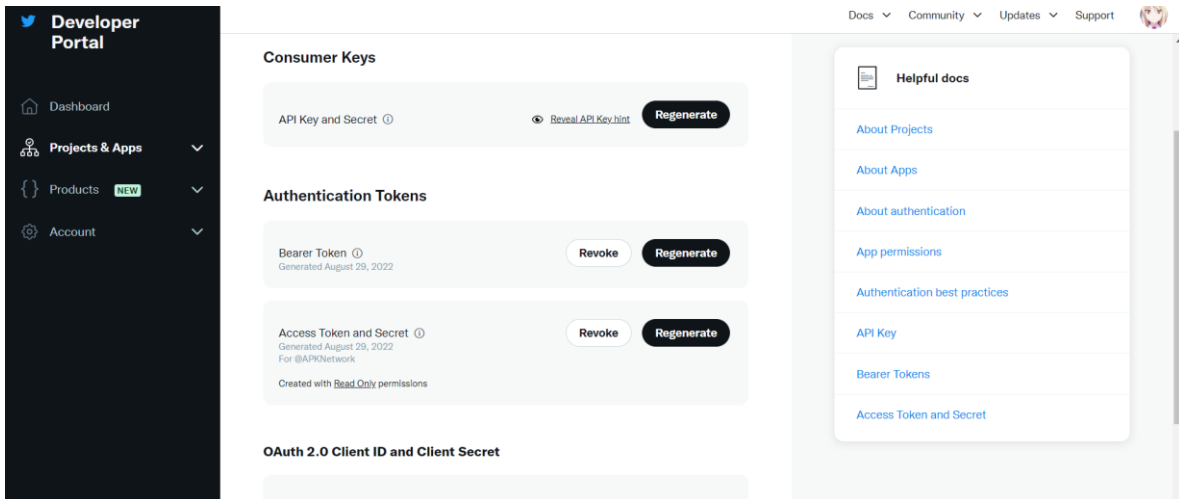 Developer
Portal
Docs
Community
Updates
Support
Dashboard
Projects & Apps
Products NEW
Account
Consumer Keys
API Key and Secret
Reveal API Key hint
Regenerate
Authentication Tokens
Bearer Token
Generated August 29, 2022
Revoke
Regenerate
Access Token and Secret
Generated August 29, 2022
For @APKNetwork
Created with Read Only permissions
Revoke
Regenerate
OAuth 2.0 Client ID and Client Secret
Helpful docs
About Projects
About Apps
About authentication
App permissions
Authentication best practices
API Key
Bearer Tokens
Access Token and Secret